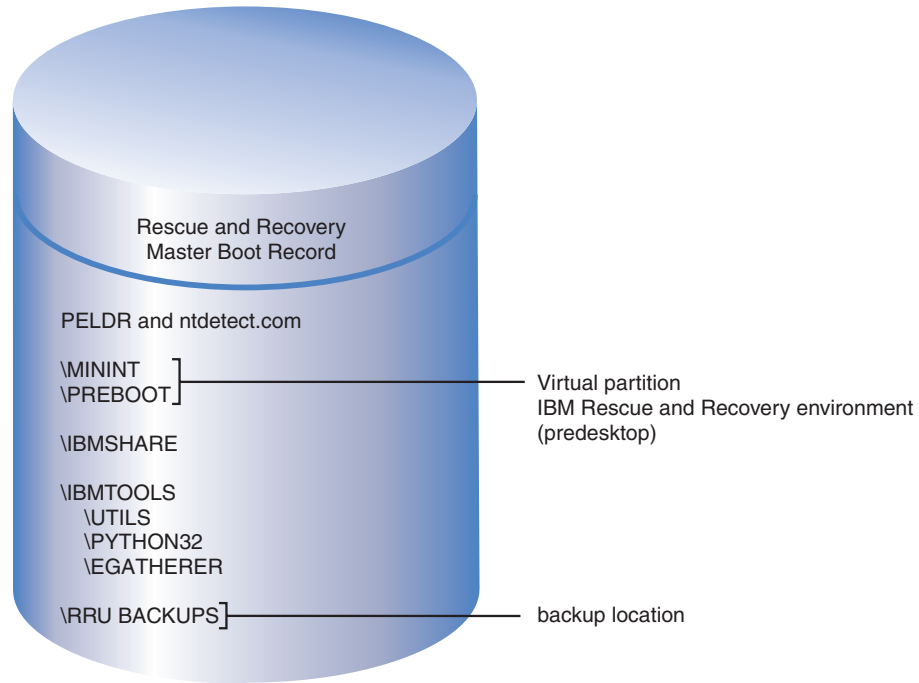 Rescue and Recovery
Master Boot Record
PELDR and ntdetect.com
\MININT
\PREBOOT
Virtual partition
IBM Rescue and Recovery environment
(predesktop)
\IBMSHARE
\IBMTOOLS
\UTILS
\PYTHON32
\EGATHERER
\RRU BACKUPS
backup location